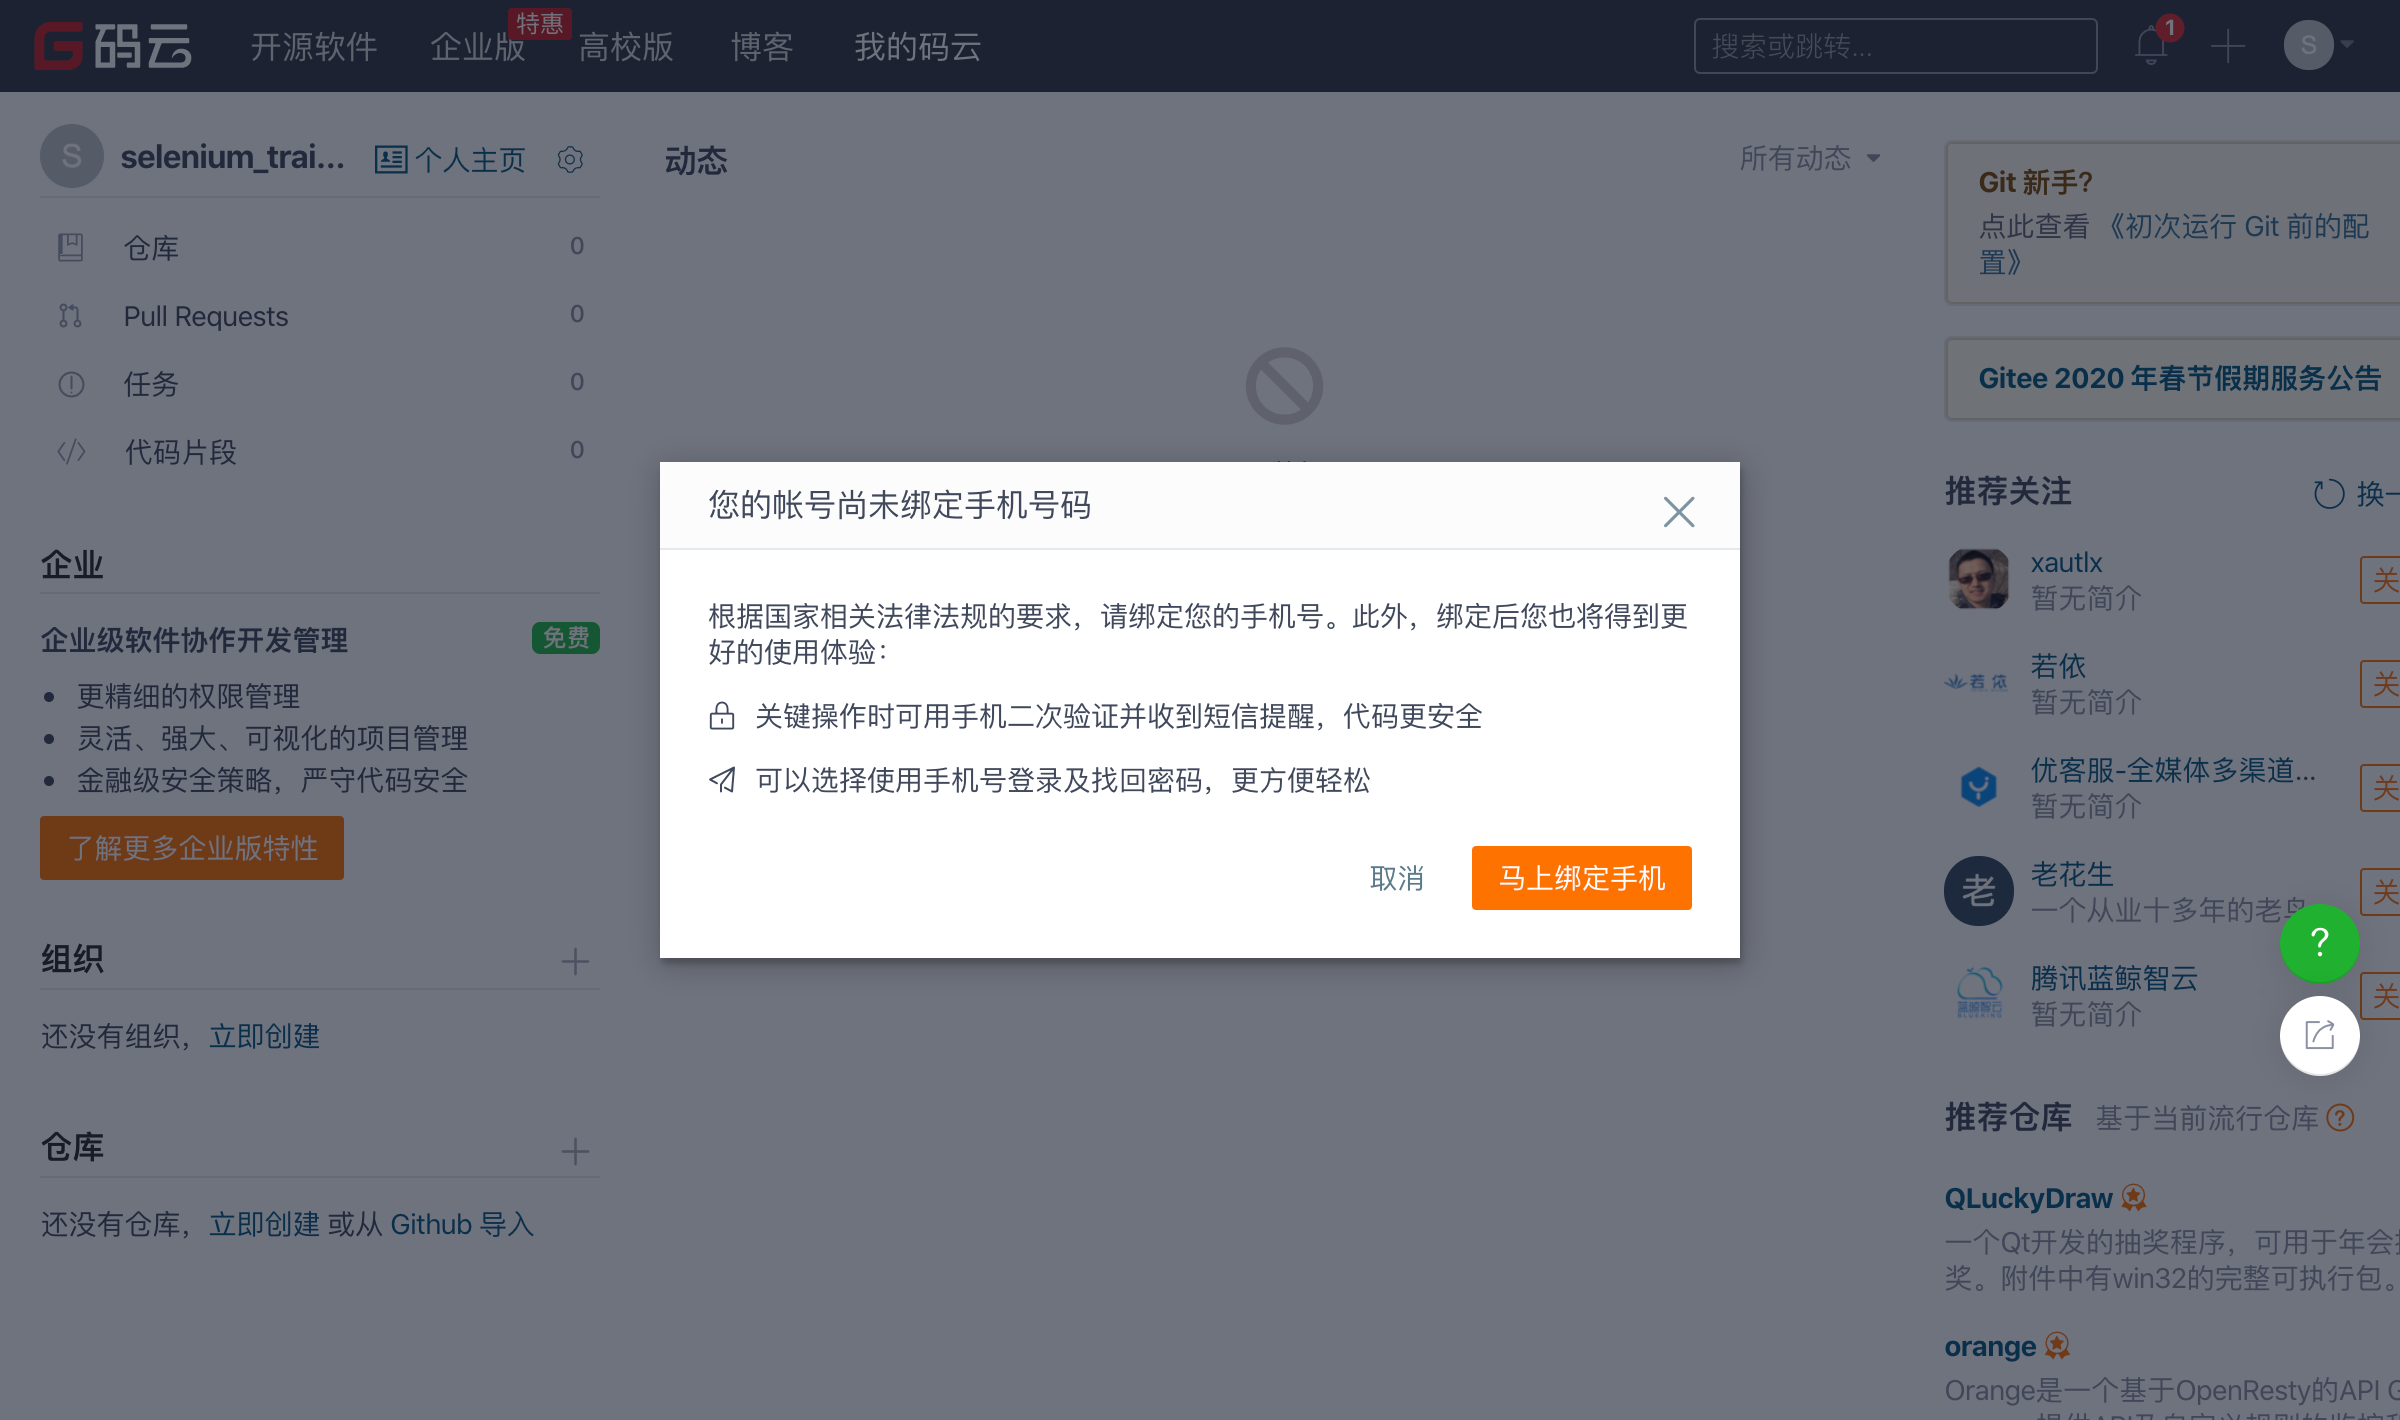 码云
开源软件
企业版
特惠
高校版
博客
我的码云
搜索或跳转...
1
S
S
selenium_trai...
个人主页
仓库 0
Pull Requests 0
任务 0
代码片段 0
企业
企业级软件协作开发管理 免费
更精细的权限管理
灵活、强大、可视化的项目管理
金融级安全策略，严守代码安全
了解更多企业版特性
组织
还没有组织，立即创建
仓库
还没有仓库，立即创建 或从 Github 导入
动态
所有动态
您的帐号尚未绑定手机号码
根据国家相关法律法规的要求，请绑定您的手机号。此外，绑定后您也将得到更
好的使用体验：
关键操作时可用手机二次验证并收到短信提醒，代码更安全
可以选择使用手机号登录及找回密码，更方便轻松
取消
马上绑定手机
Git 新手?
点此查看 《初次运行 Git 前的配
置》
Gitee 2020 年春节假期服务公告
推荐关注
换一
xautlx
暂无简介
关
若依
若依
暂无简介
关
优客服-全媒体多渠道...
暂无简介
关
老
老花生
一个从业十多年的老鸟
关
蓝鲸智云
BLUEKING
腾讯蓝鲸智云
暂无简介
关
?
推荐仓库 基于当前流行仓库 ?
QLuckyDraw
一个Qt开发的抽奖程序，可用于年会抽
奖。附件中有win32的完整可执行包。
orange
Orange是一个基于OpenResty的API G